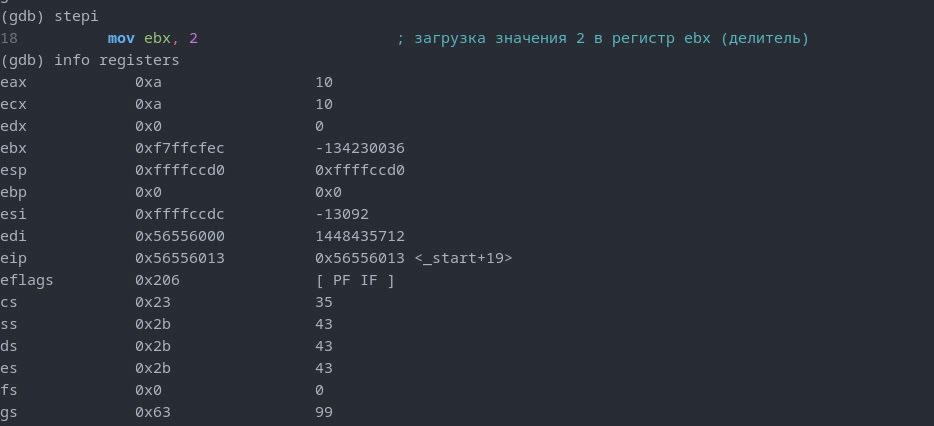 (gdb) stepi
18          mov ebx, 2                      ; загрузка значения 2 в регистр ebx (делитель)
(gdb) info registers
eax            0xa                 10
ecx            0xa                 10
edx            0x0                 0
ebx            0xf7ffcfec          -134230036
esp            0xffffccd0          0xffffccd0
ebp            0x0                 0x0
esi            0xffffccdc          -13092
edi            0x56556000          1448435712
eip            0x56556013          0x56556013 <_start+19>
eflags         0x206               [ PF IF ]
cs             0x23                35
ss             0x2b                43
ds             0x2b                43
es             0x2b                43
fs             0x0                 0
gs             0x63                99